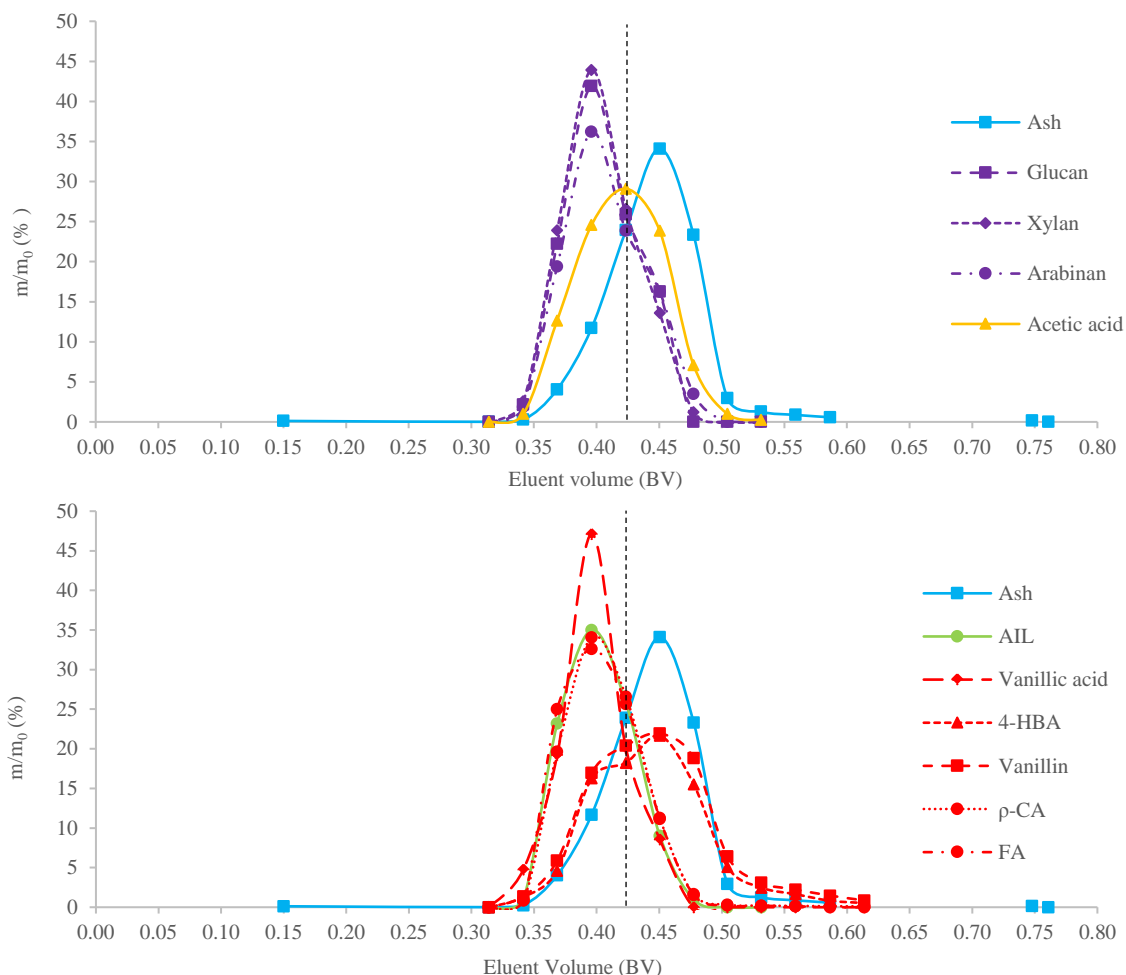 50
45
40
35
30
25
20
15
10
5
0
m/m0 (% )
0.00 0.10 0.15 0.20 0.25 0.30 0.35 0.40 0.45 0.50 0.55 0.60 0.65 0.70 0.75 0.80
Eluent volume (BV)
Ash
Glucan
Xylan
Arabinan
Acetic acid
50
45
40
35
30
25
20
15
10
5
0
m/m0 (%)
0.00 0.10 0.15 0.20 0.25 0.30 0.35 0.40 0.45 0.50 0.55 0.60 0.65 0.70 0.75 0.80
Eluent Volume (BV)
Ash
AIL
Vanillic acid
4-HBA
Vanillin
ρ-CA
FA